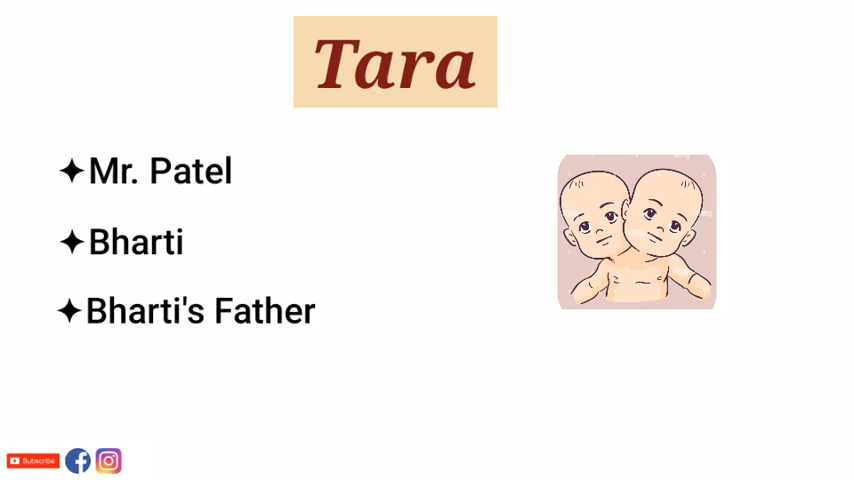 Tara
✦Mr. Patel
✦Bharti
✦Bharti's Father
Subscribe